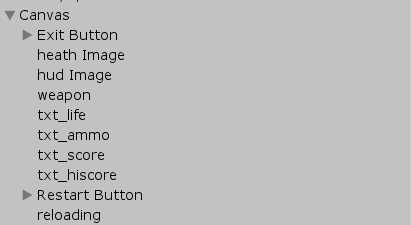 Canvas
Exit Button
heath Image
hud Image
weapon
txt_life
txt_ammo
txt_score
txt_hiscore
Restart Button
reloading